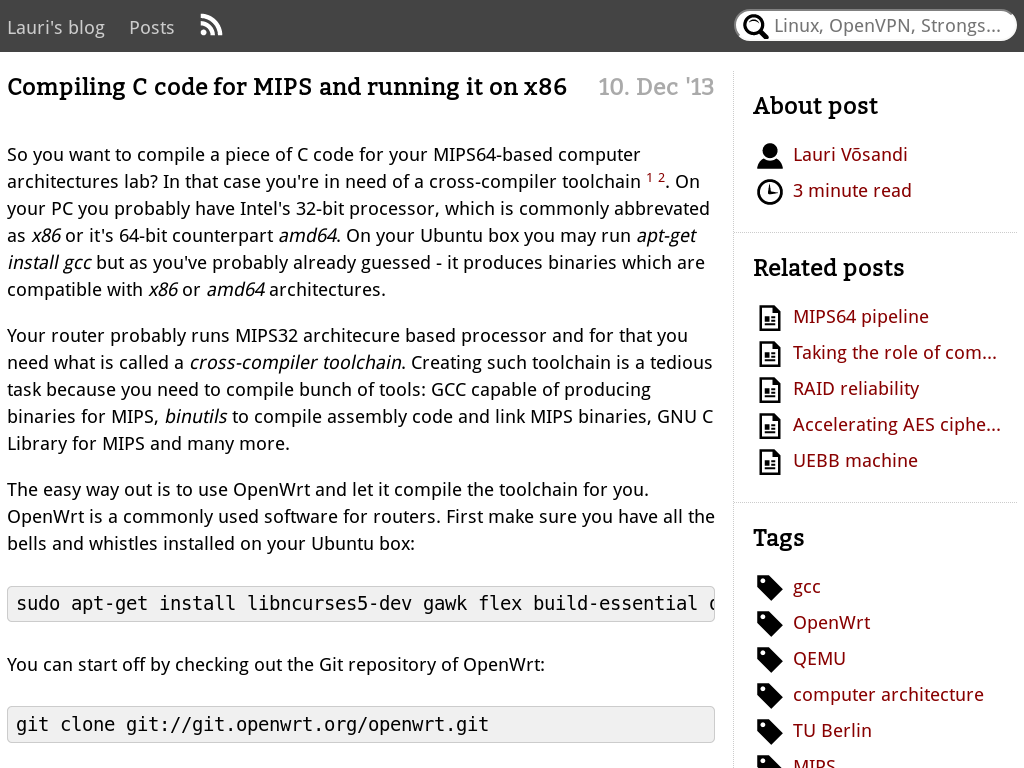 Lauri's blog
Posts
Linux, OpenVPN, Strongs...
Compiling C code for MIPS and running it on x86
10. Dec '13
So you want to compile a piece of C code for your MIPS64-based computer
architectures lab? In that case you're in need of a cross-compiler toolchain 1 2. On
your PC you probably have Intel's 32-bit processor, which is commonly abbrevated
as x86 or it's 64-bit counterpart amd64. On your Ubuntu box you may run apt-get
install gcc but as you've probably already guessed - it produces binaries which are
compatible with x86 or amd64 architectures.
Your router probably runs MIPS32 architecure based processor and for that you
need what is called a cross-compiler toolchain. Creating such toolchain is a tedious
task because you need to compile bunch of tools: GCC capable of producing
binaries for MIPS, binutils to compile assembly code and link MIPS binaries, GNU C
Library for MIPS and many more.
The easy way out is to use OpenWrt and let it compile the toolchain for you.
OpenWrt is a commonly used software for routers. First make sure you have all the
bells and whistles installed on your Ubuntu box:
sudo apt-get install libncurses5-dev gawk flex build-essential
You can start off by checking out the Git repository of OpenWrt:
git clone git://git.openwrt.org/openwrt.git
About post
Lauri Võsandi
3 minute read
Related posts
MIPS64 pipeline
Taking the role of com...
RAID reliability
Accelerating AES ciphe...
UEBB machine
Tags
gcc
OpenWrt
QEMU
computer architecture
TU Berlin
MIPS